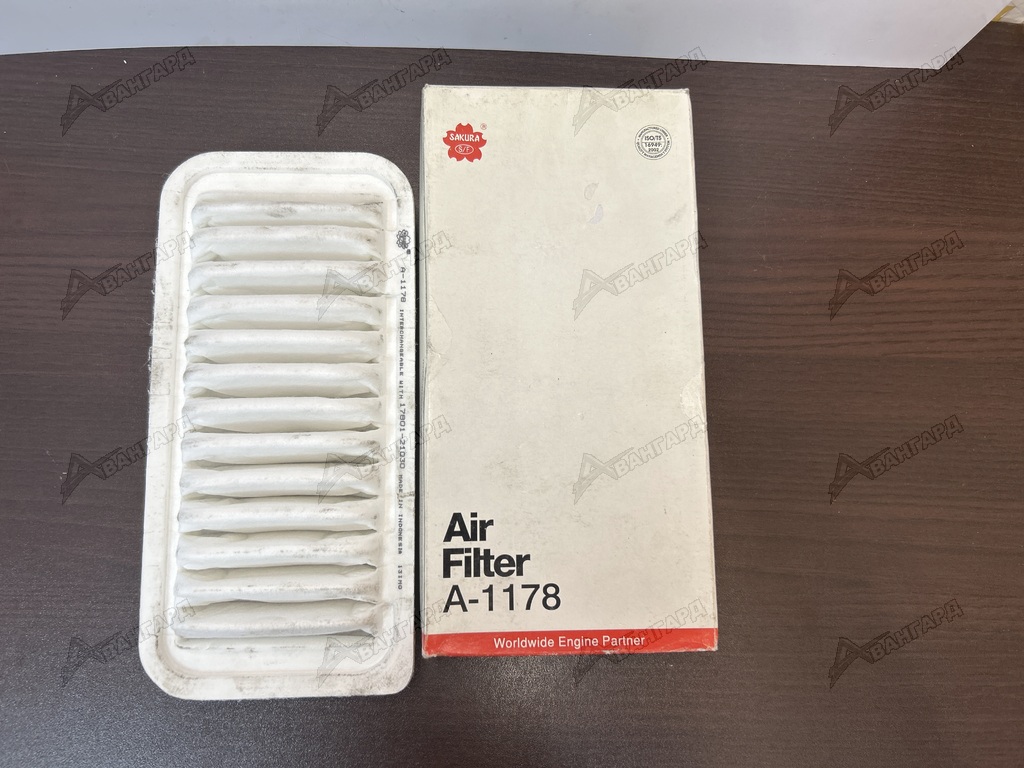 A-1178 INTERCHANGEABLE WITH 17801-21030 MADE IN INDONESIA
SAKURA
®
S/F
ISO/TS
16949:
2002
Air
Filter
A-1178
Worldwide Engine Partner
АВАНГАРД